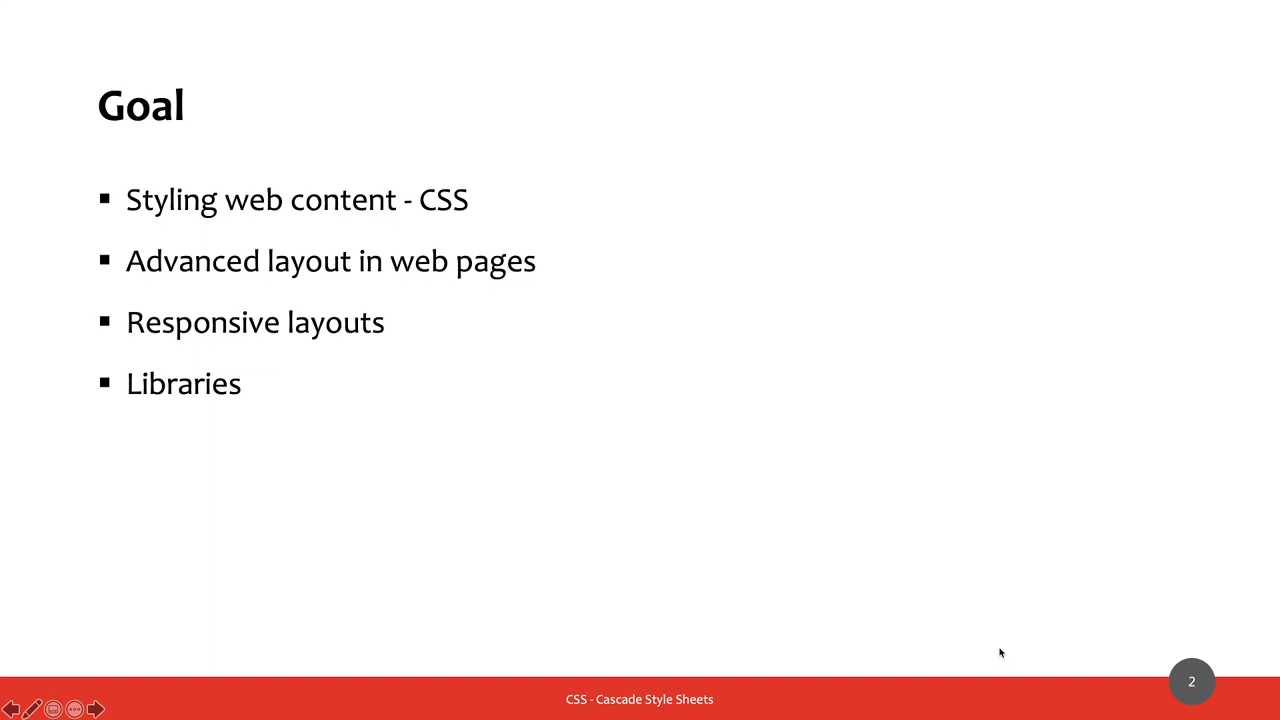 Goal
▪ Styling web content - CSS
▪ Advanced layout in web pages
▪ Responsive layouts
▪ Libraries
CSS - Cascade Style Sheets
2